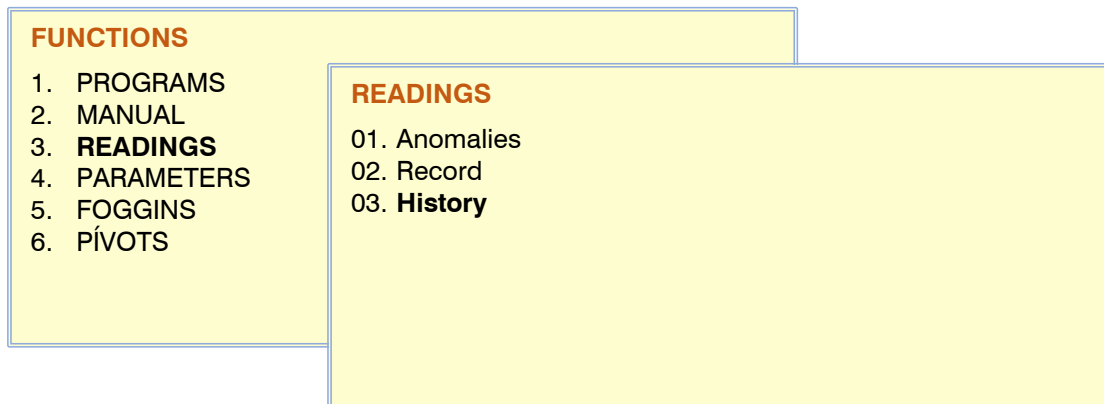 FUNCTIONS
1. PROGRAMS
2. MANUAL
3. READINGS
4. PARAMETERS
5. FOGGINS
6. PÍVOTS
READINGS
01. Anomalies
02. Record
03. History